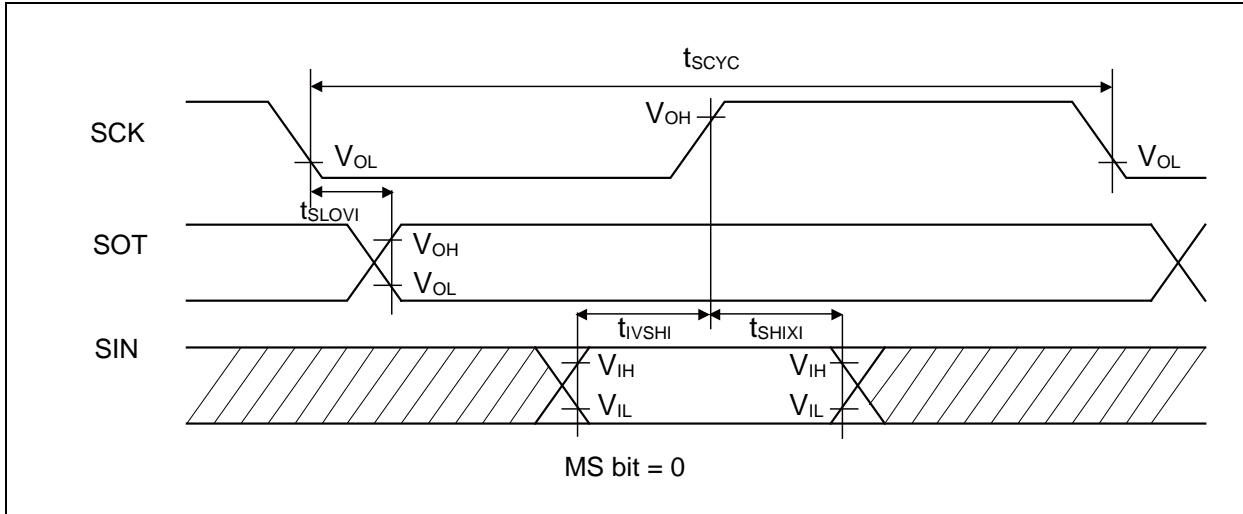 tSCYC
SCK
VOH
VOL
VOL
tSLOVI
SOT
VOH
VOL
tIVSHI
tSHIXI
SIN
VIH
VIH
VIL
VIL
MS bit = 0